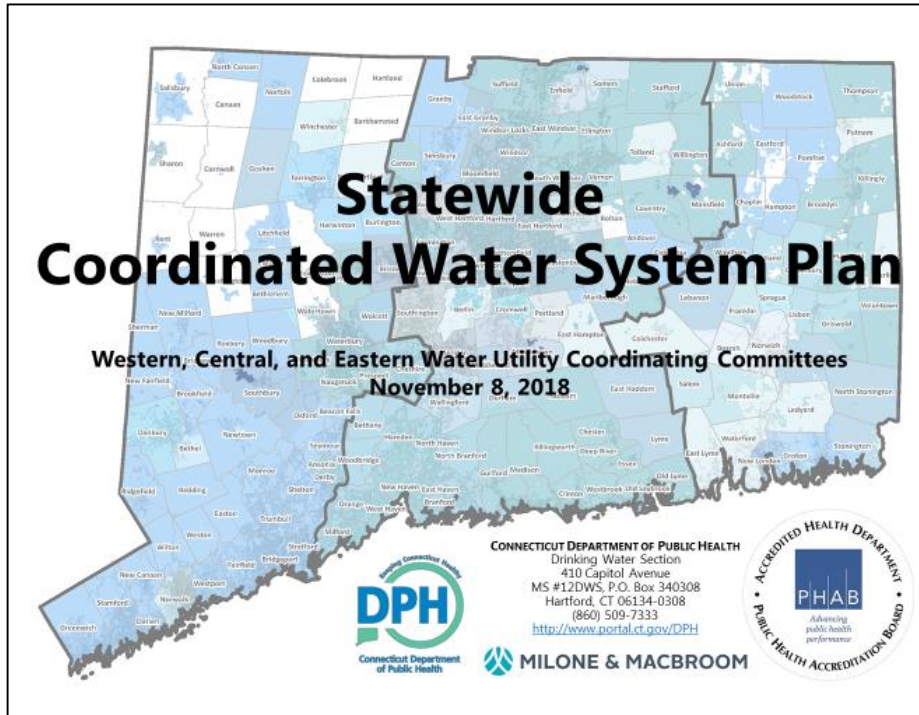 Salisbury
North Canaan
Norfolk
Colebrook
Hartland
Canaan
Winchester
Barkhamsted
Sharon
Cornwall
Goshen
Torrington
Granby
Suffield
Enfield
Somers
Stafford
Union
Woodstock
Thompson
East Granby
Windsor Locks
East Windsor
Ellington
Simsbury
Windsor
Canton
Bloomfield
South Windsor
Vernon
Tolland
Willington
Ashford
Eastford
Pomfret
Putnam
Killingly
Statewide
Coordinated Water System Plan
Kent
Warren
Litchfield
Harwinton
Burlington
West Hartford
Hartford
East Hartford
Bolton
Coventry
Mansfield
Chaplin
Hampton
Brooklyn
Andover
Bethlehem
Watertown
Wolcott
Southington
Berlin
Cromwell
Portland
East Hampton
Marlborough
Colchester
Lebanon
Franklin
Sprague
Lisbon
Griswold
Voluntown
Norwich
New Milford
Sherman
Roxbury
Woodbury
Waterbury
Western, Central, and Eastern Water Utility Coordinating Committees
November 8, 2018
New Fairfield
Brookfield
Southbury
Naugatuck
Prospect
Cheshire
Wallingford
East Haddam
Salem
Montville
Ledyard
North Stonington
Danbury
Bethel
Newtown
Oxford
Beacon Falls
Seymour
Bethany
Hamden
Woodbridge
North Haven
North Branford
Killingworth
Chester
Deep River
Essex
Lyme
East Lyme
Waterford
New London
Groton
Stonington
Ridgefield
Redding
Monroe
Shelton
Ansonia
Derby
Orange
New Haven
West Haven
East Haven
Branford
Guilford
Madison
Clinton
Westbrook
Old Saybrook
Old Lyme
Easton
Trumbull
Milford
Stratford
Wilton
Weston
Fairfield
Bridgeport
New Canaan
Westport
Stamford
Norwalk
Darien
Greenwich
Keeping Connecticut Healthy
DPH
Connecticut Department
of Public Health
CONNECTICUT DEPARTMENT OF PUBLIC HEALTH
Drinking Water Section
410 Capitol Avenue
MS #12DWS, P.O. Box 340308
Hartford, CT 06134-0308
(860) 509-7333
http://www.portal.ct.gov/DPH
MILONE & MACBROOM
ACCREDITED HEALTH DEPARTMENT
PUBLIC HEALTH ACCREDITATION BOARD
PHAB
Advancing
public health
performance